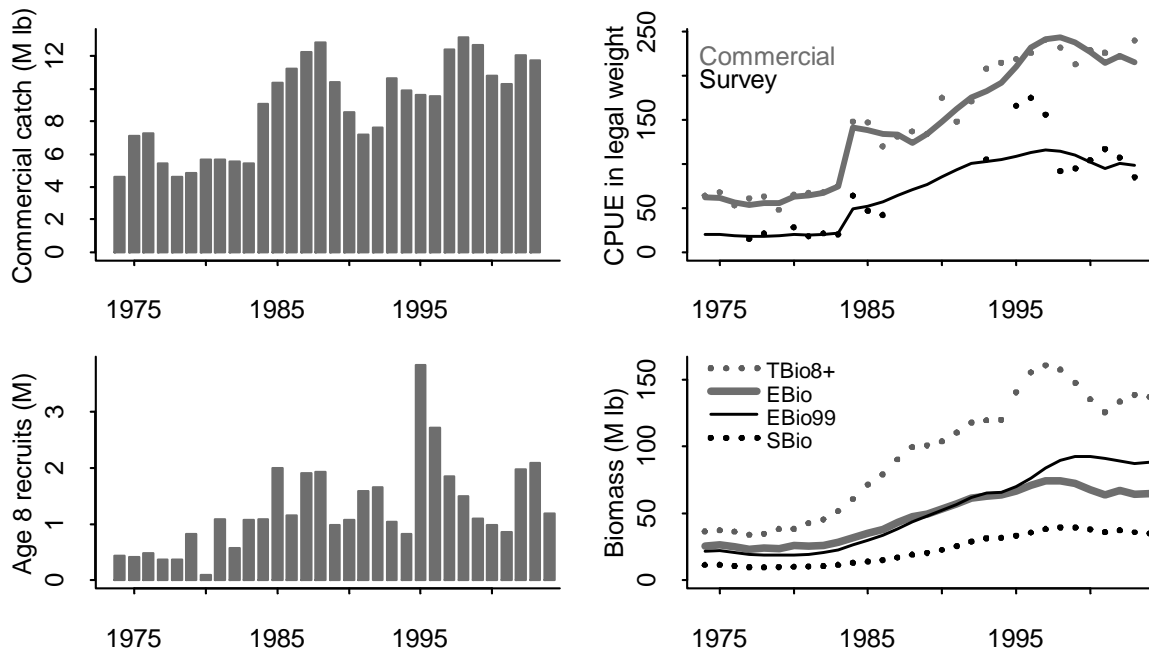 Commercial catch (M lb)
0 2 4 6 8 12
1975 1985 1995
CPUE in legal weight
0 50 150 250
Commercial
Survey
1975 1985 1995
Age 8 recruits (M)
0 1 2 3
1975 1985 1995
Biomass (M lb)
0 50 100 150
TBio8+
EBio
EBio99
SBio
1975 1985 1995